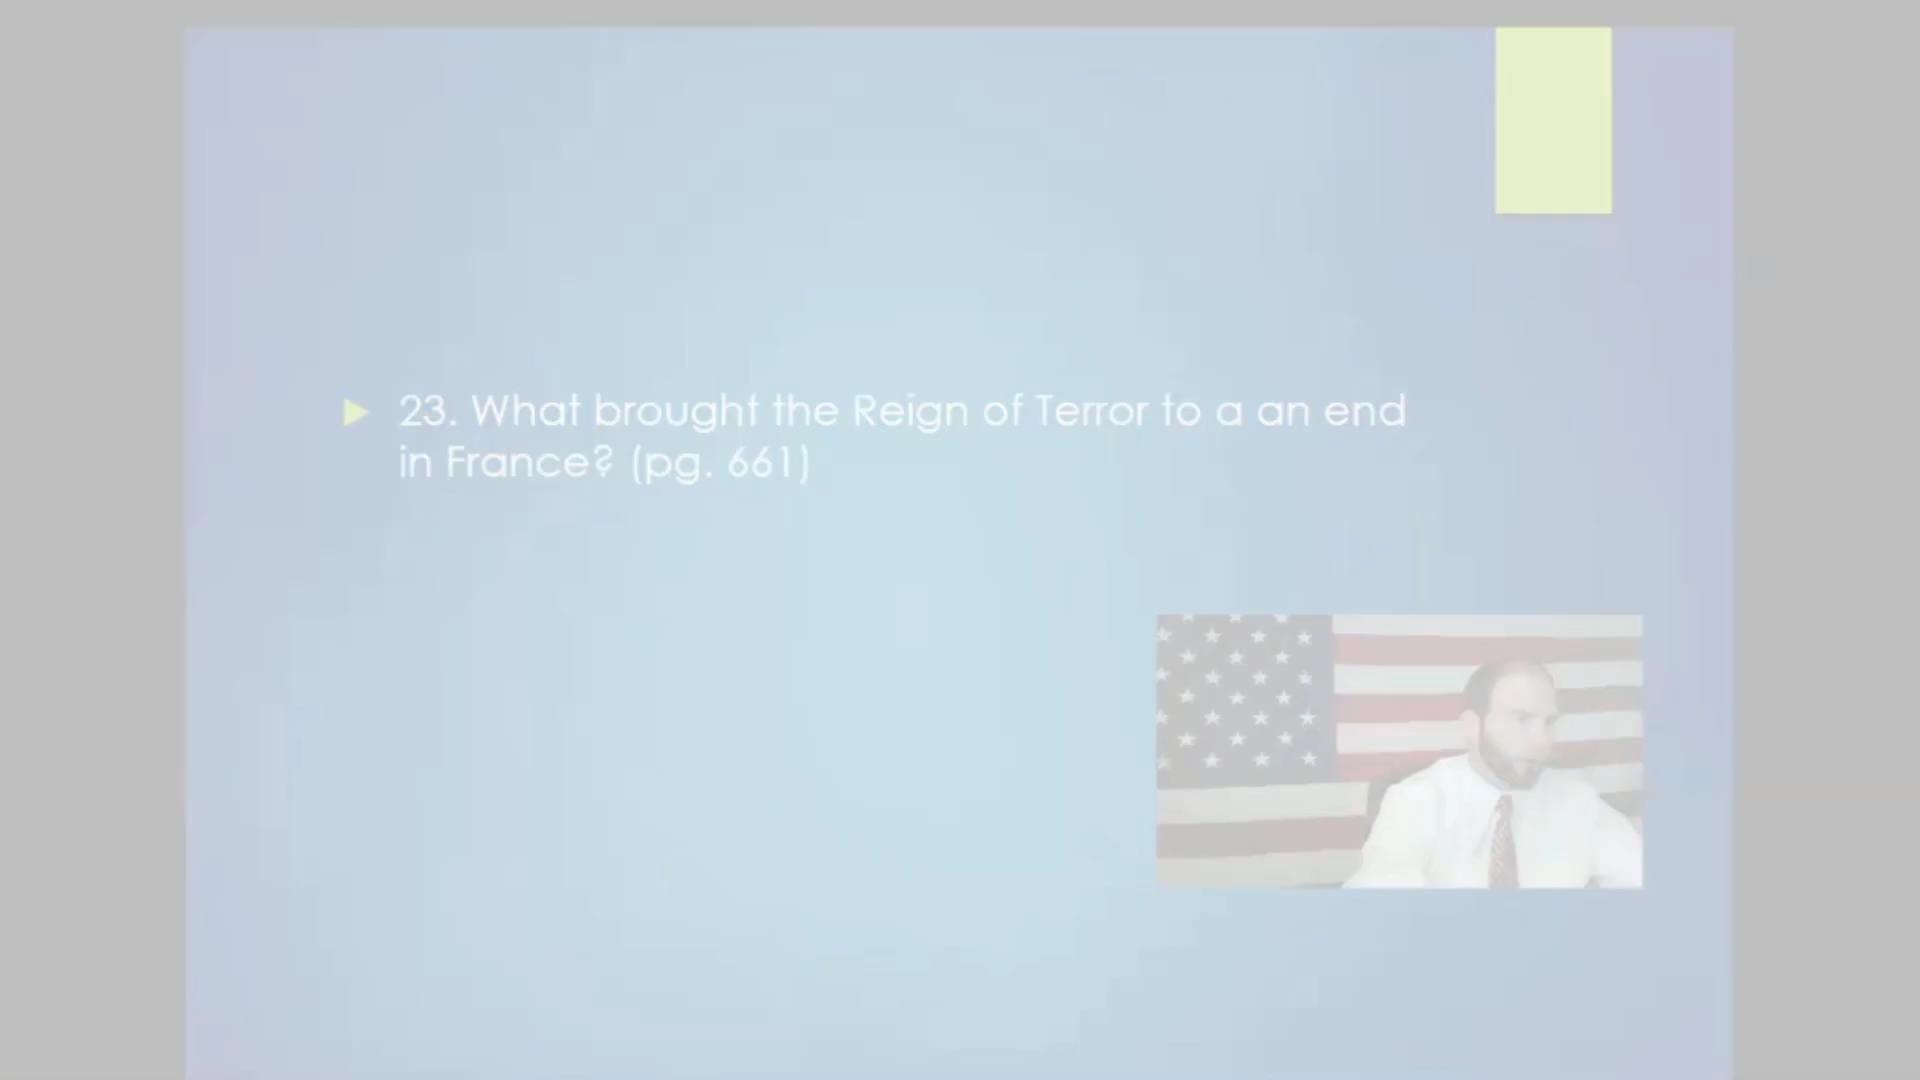 23. What brought the Reign of Terror to a an end
in France? (pg. 661)